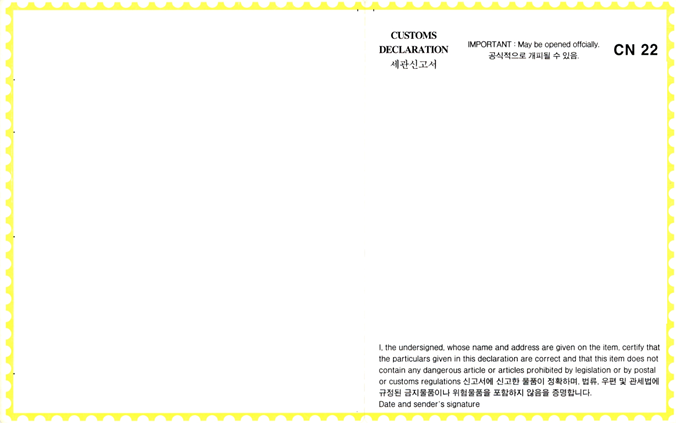 CUSTOMS
DECLARATION
세관신고서
IMPORTANT : May be opened offcially.
공식적으로 개피될 수 있음.
CN 22
I, the undersigned, whose name and address are given on the item, certify that
the particulars given in this declaration are correct and that this item does not
contain any dangerous article or articles prohibited by legislation or by postal
or customs regulations 신고서에 신고한 물품이 정확하며, 법류, 우편 및 관세법에
규정된 금지물품이나 위험물품을 포함하지 않음을 증명합니다.
Date and sender's signature